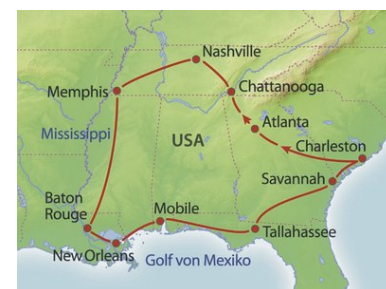 Nashville
Memphis
Chattanooga
Atlanta
Mississippi
USA
Charleston
Savannah
Baton
Rouge
Mobile
Tallahassee
New Orleans
Golf von Mexiko